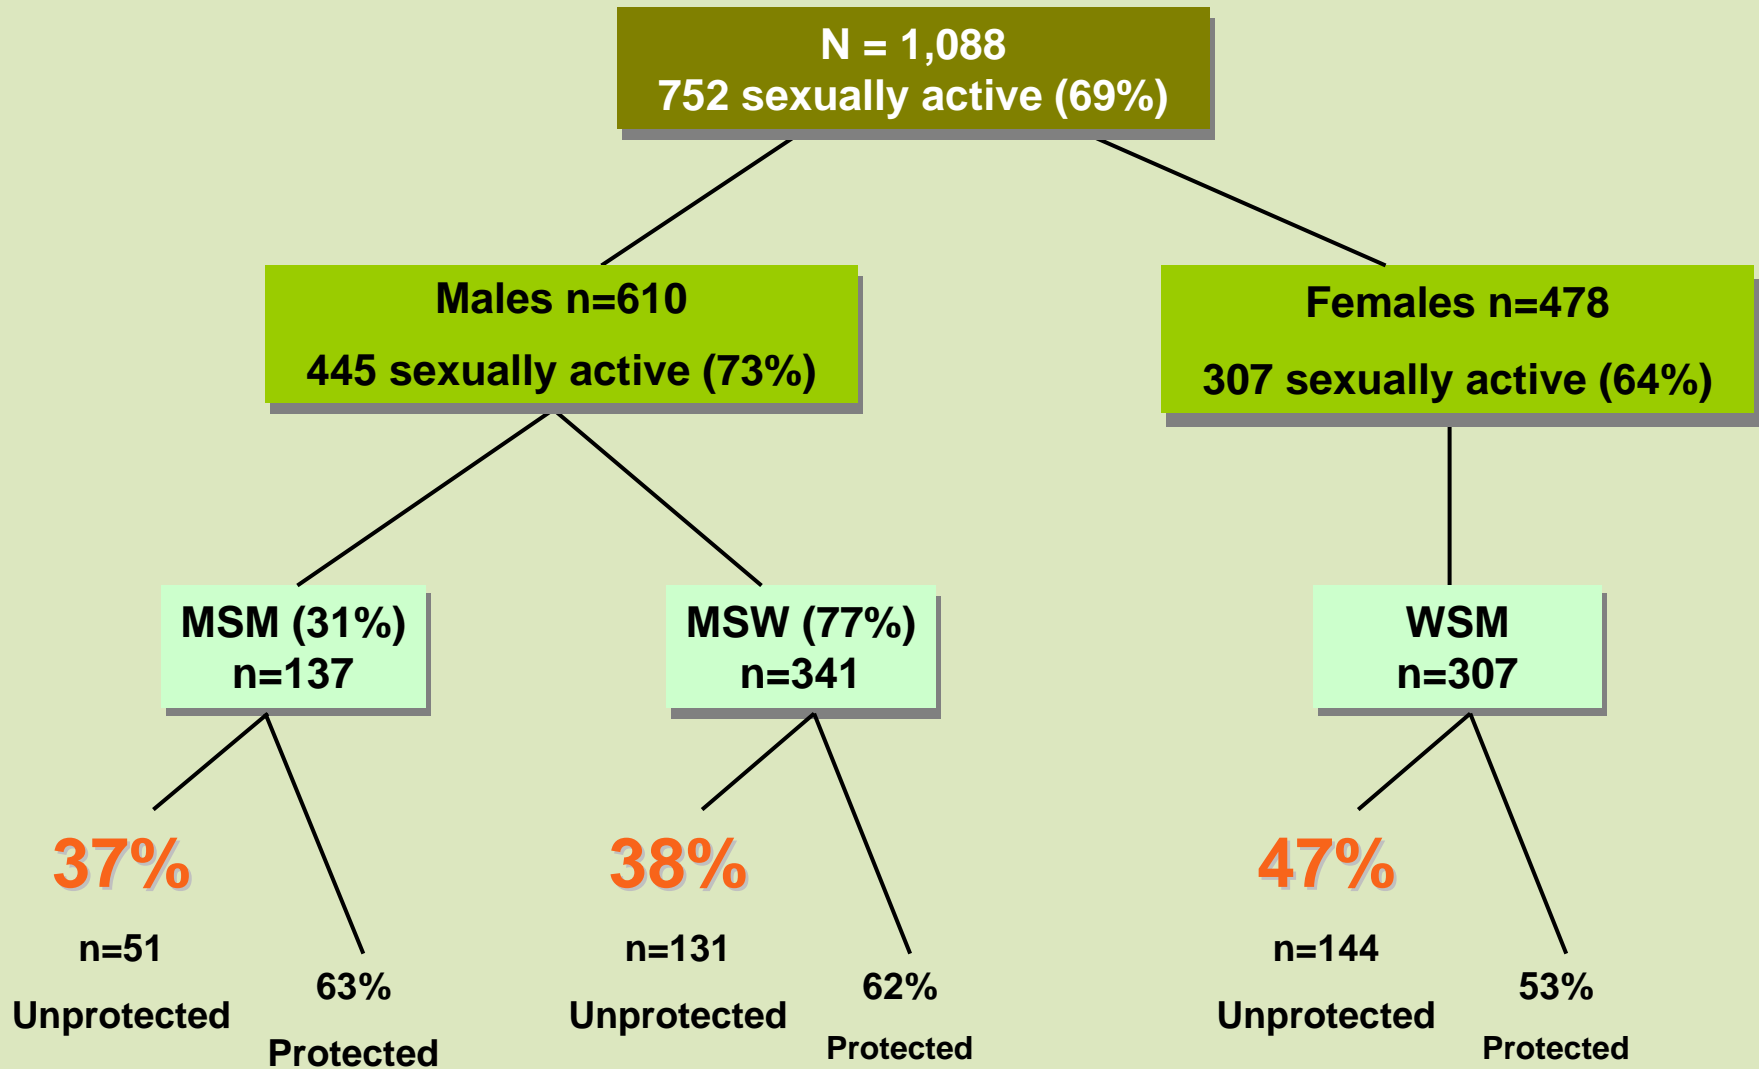 N = 1,088
752 sexually active (69%)
Males n=610
445 sexually active (73%)
Females n=478
307 sexually active (64%)
MSM (31%)
n=137
MSW (77%)
n=341
WSM
n=307
37%
n=51
Unprotected
63%
Protected
38%
n=131
Unprotected
62%
Protected
47%
n=144
Unprotected
53%
Protected